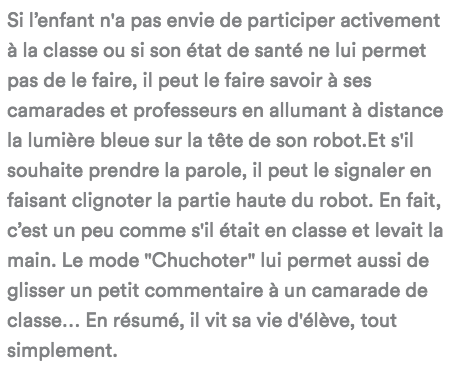 Si l’enfant n'a pas envie de participer activement
à la classe ou si son état de santé ne lui permet
pas de le faire, il peut le faire savoir à ses
camarades et professeurs en allumant à distance
la lumière bleue sur la tête de son robot.Et s'il
souhaite prendre la parole, il peut le signaler en
faisant clignoter la partie haute du robot. En fait,
c’est un peu comme s'il était en classe et levait la
main. Le mode "Chuchoter" lui permet aussi de
glisser un petit commentaire à un camarade de
classe… En résumé, il vit sa vie d'élève, tout
simplement.